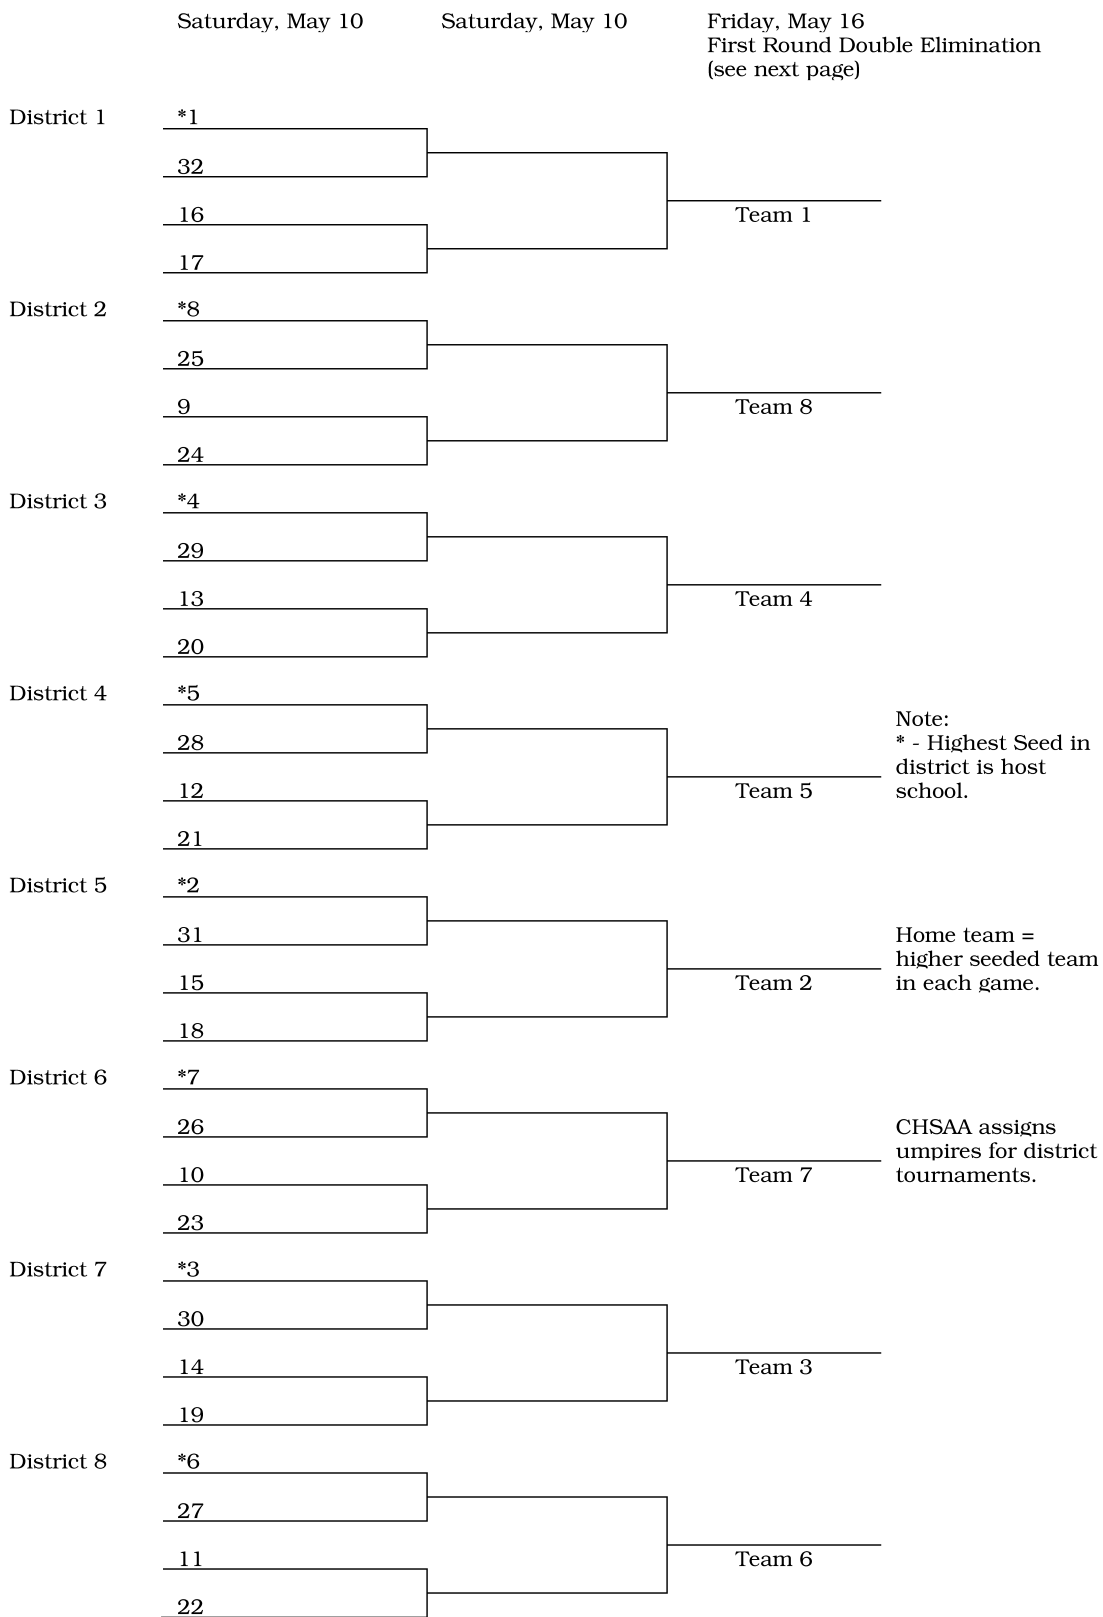 Saturday, May 10 Saturday, May 10 Friday, May 16
First Round Double Elimination
(see next page)
District 1 *1
32
16 Team 1
17
District 2 *8
25
9 Team 8
24
District 3 *4
29
13 Team 4
20
District 4 *5
Note:
28 * - Highest Seed in
district is host
12 Team 5 school.
21
District 5 *2
31 Home team =
higher seeded team
15 Team 2 in each game.
18
District 6 *7
26 CHSAA assigns
umpires for district
10 Team 7 tournaments.
23
District 7 *3
30
14 Team 3
19
District 8 *6
27
11 Team 6
22